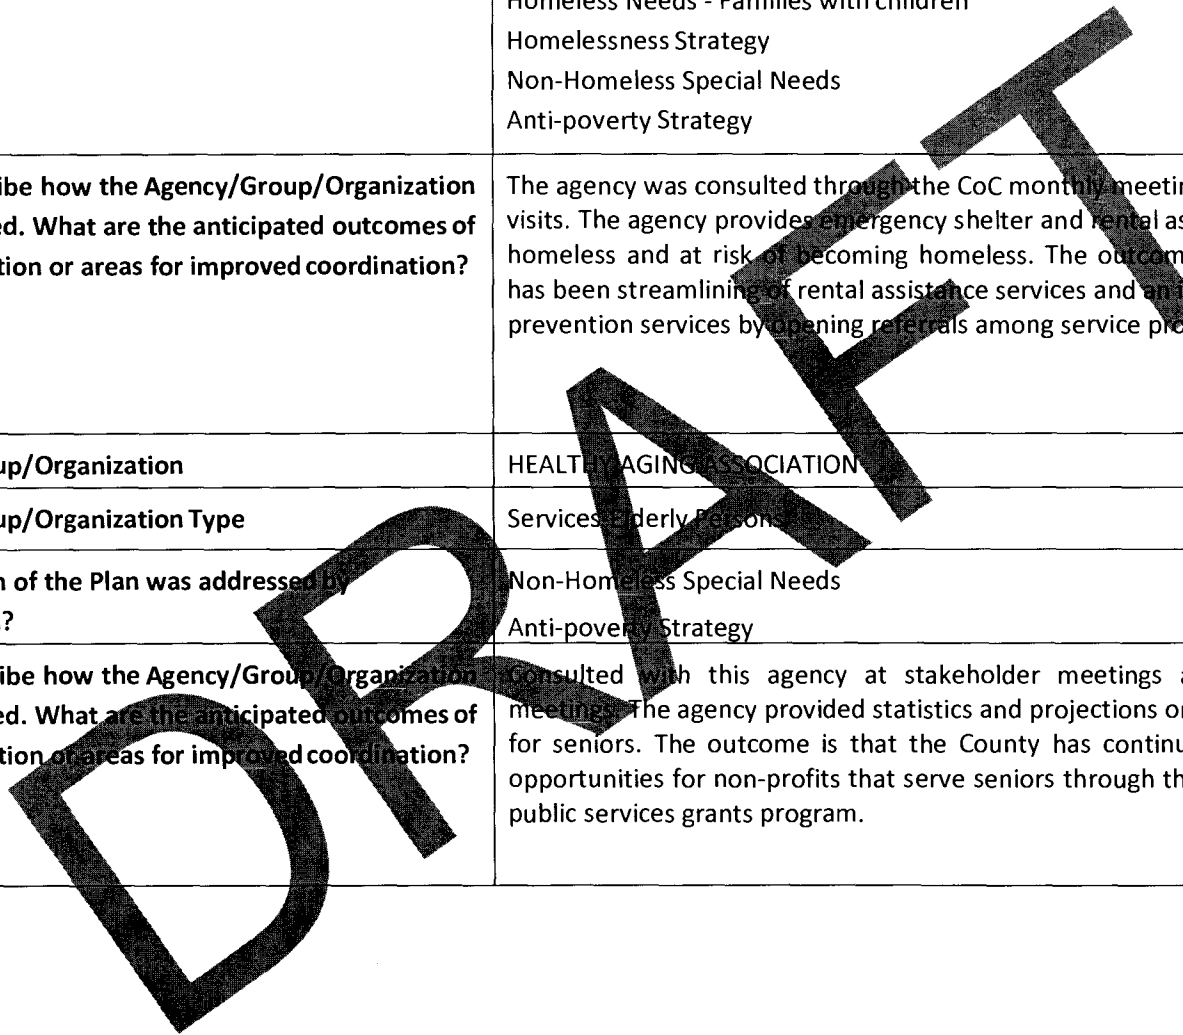 Homeless Needs - Families with children
Homelessness Strategy
Non-Homeless Special Needs
Anti-poverty Strategy
ibe how the Agency/Group/Organization
ed. What are the anticipated outcomes of
tion or areas for improved coordination?
The agency was consulted through the CoC monthly meetin
visits. The agency provides emergency shelter and rental as
homeless and at risk of becoming homeless. The outcom
has been streamlining of rental assistance services and an i
prevention services by opening referrals among service pro
up/Organization
HEALTHY AGING ASSOCIATION
up/Organization Type
Services-Elderly Persons
n of the Plan was addressed by
?
Non-Homeless Special Needs
Anti-poverty Strategy
ibe how the Agency/Group/Organization
ed. What are the anticipated outcomes of
tion or areas for improved coordination?
Consulted with this agency at stakeholder meetings a
meetings. The agency provided statistics and projections o
for seniors. The outcome is that the County has continu
opportunities for non-profits that serve seniors through th
public services grants program.
DRAFT